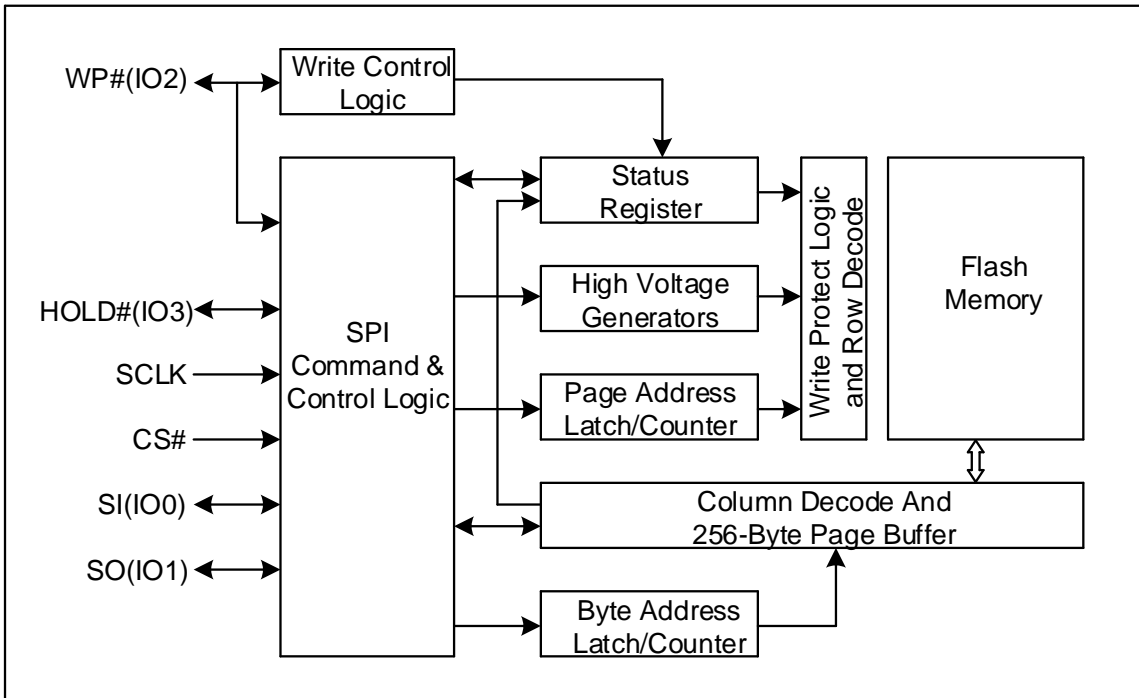 WP#(IO2)
Write Control
Logic
Status
Register
Write Protect Logic
and Row Decode
Flash
Memory
HOLD#(IO3)
High Voltage
Generators
SPI
Command &
Control Logic
SCLK
Page Address
Latch/Counter
CS#
SI(IO0)
Column Decode And
256-Byte Page Buffer
SO(IO1)
Byte Address
Latch/Counter